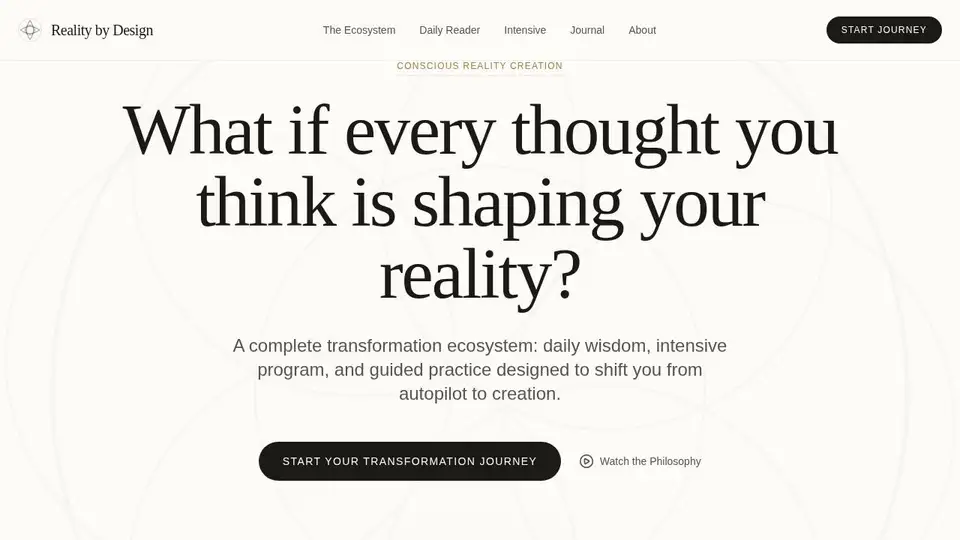 Reality by Design
The Ecosystem
Daily Reader
Intensive
Journal
About
START JOURNEY
CONSCIOUS REALITY CREATION
What if every thought you
think is shaping your
reality?
A complete transformation ecosystem: daily wisdom, intensive
program, and guided practice designed to shift you from
autopilot to creation.
START YOUR TRANSFORMATION JOURNEY
Watch the Philosophy